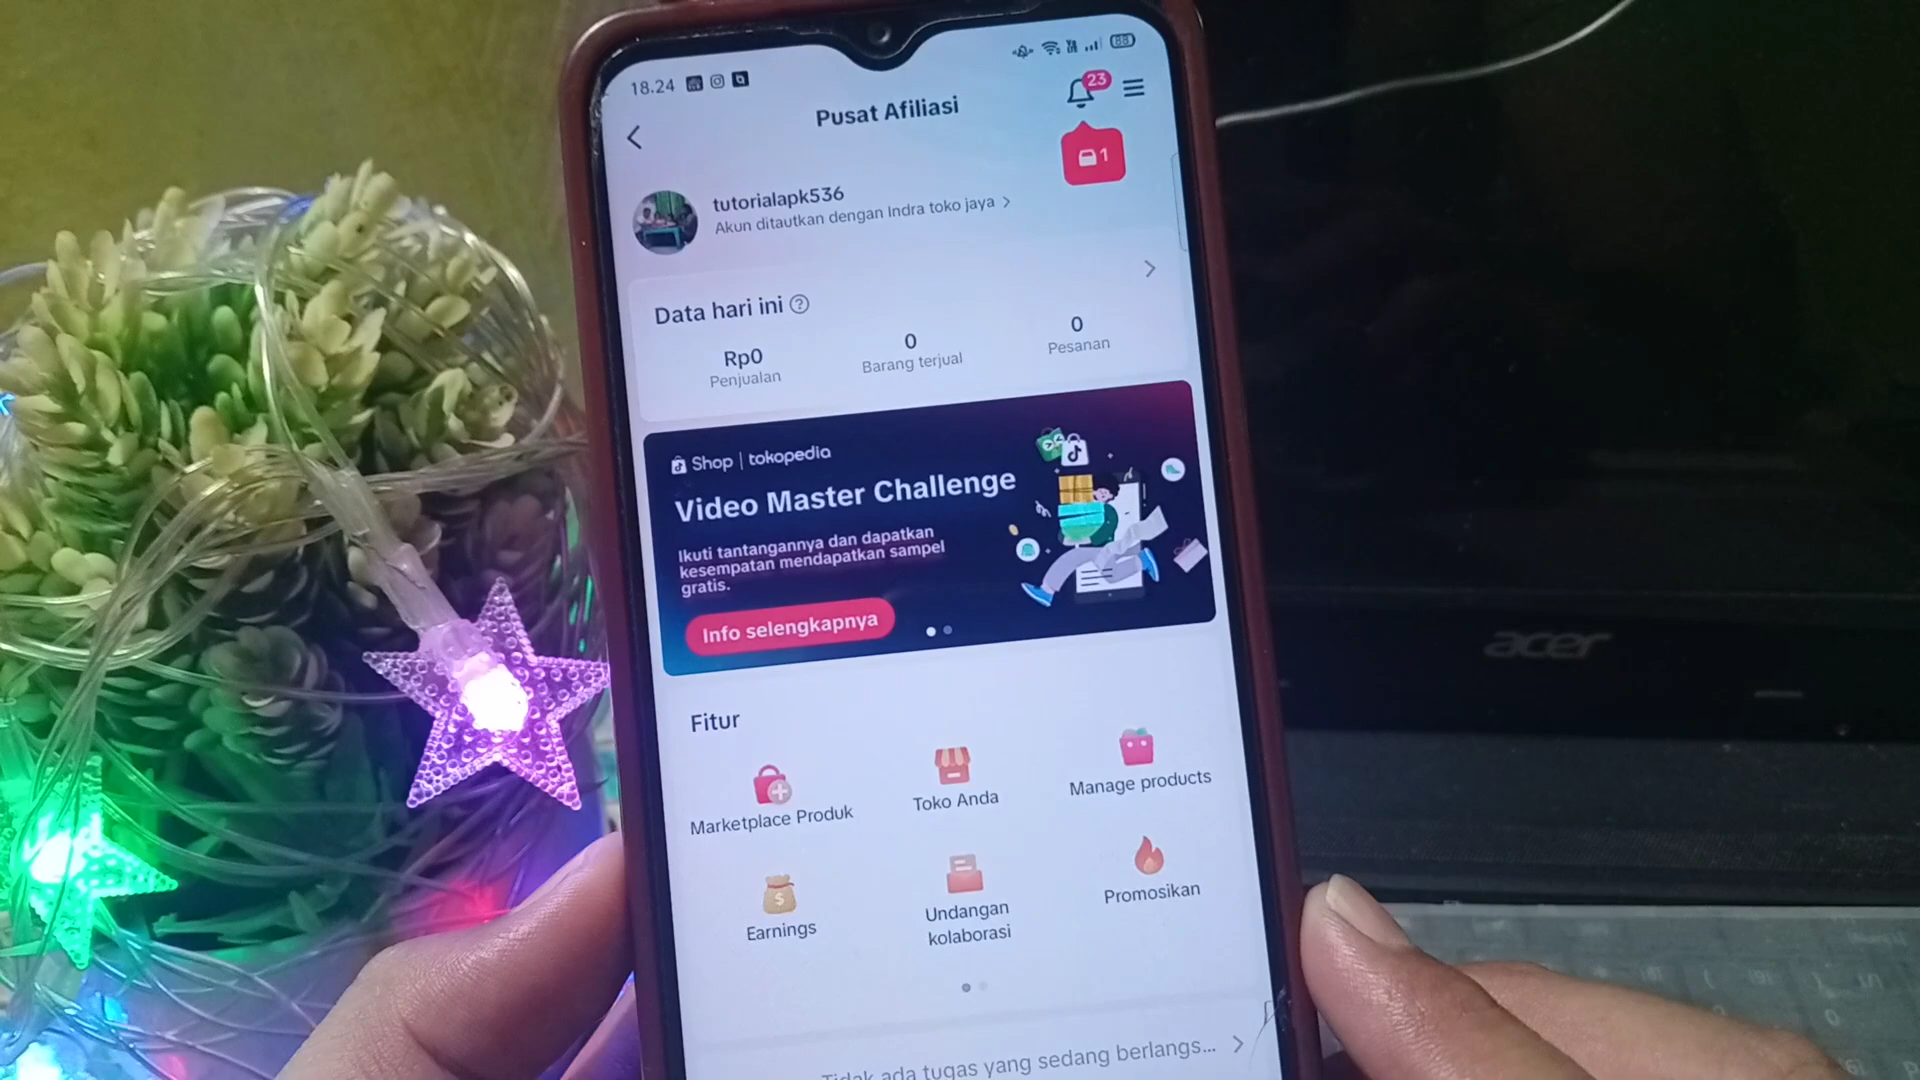 18.24
88
Pusat Afiliasi
23
1
tutorialapk536
Akun ditautkan dengan Indra toko jaya >
Data hari ini ?
Rp0
Penjualan
0
Barang terjual
0
Pesanan
Shop | tokopedia
Video Master Challenge
Ikuti tantangannya dan dapatkan
kesempatan mendapatkan sampel
gratis.
Info selengkapnya
Fitur
Marketplace Produk
Toko Anda
Manage products
Earnings
Undangan
kolaborasi
Promosikan
Tidak ada tugas yang sedang berlangs... >
acer